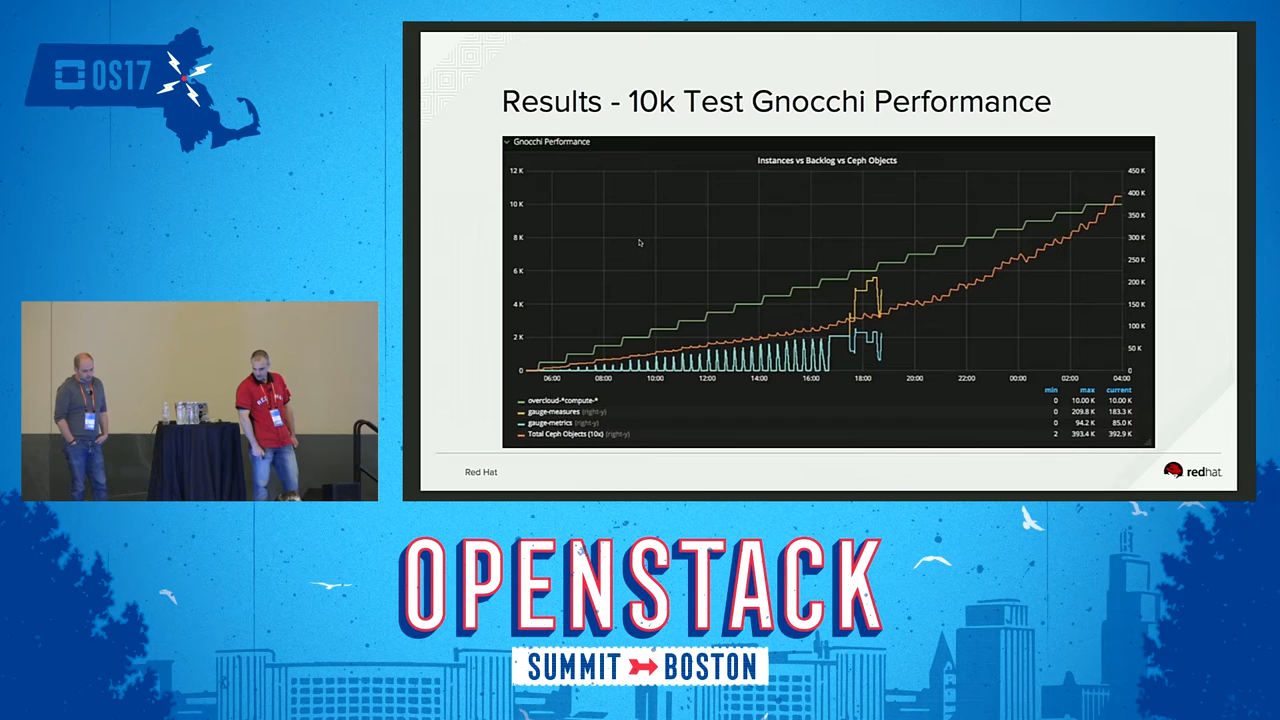 OS17
Results - 10k Test Gnocchi Performance
Gnocchi Performance
Instances vs Backlog vs Ceph Objects
12 K
10 K
8 K
6 K
4 K
2 K
0
450 K
400 K
350 K
300 K
250 K
200 K
150 K
100 K
50 K
0
06:00 08:00 10:00 12:00 14:00 16:00 18:00 20:00 22:00 00:00 02:00 04:00
min max current
overcloud-*compute-* 0 10.00 K 10.00 K
gauge-measures (right-y) 0 209.8 K 183.3 K
gauge-metrics (right-y) 0 94.2 K 85.0 K
Total Ceph Objects (10x) (right-y) 2 393.4 K 392.9 K
Red Hat
redhat.
OPENSTACK
SUMMIT BOSTON